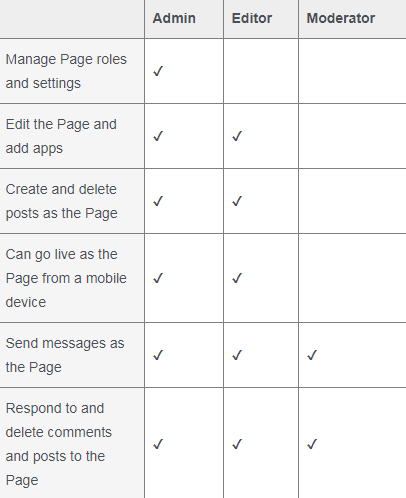 Admin Editor Moderator
Manage Page roles
and settings
✓
Edit the Page and
add apps
✓ ✓
Create and delete
posts as the Page
✓ ✓
Can go live as the
Page from a mobile
device
✓ ✓
Send messages as
the Page
✓ ✓ ✓
Respond to and
delete comments
and posts to the
Page
✓ ✓ ✓